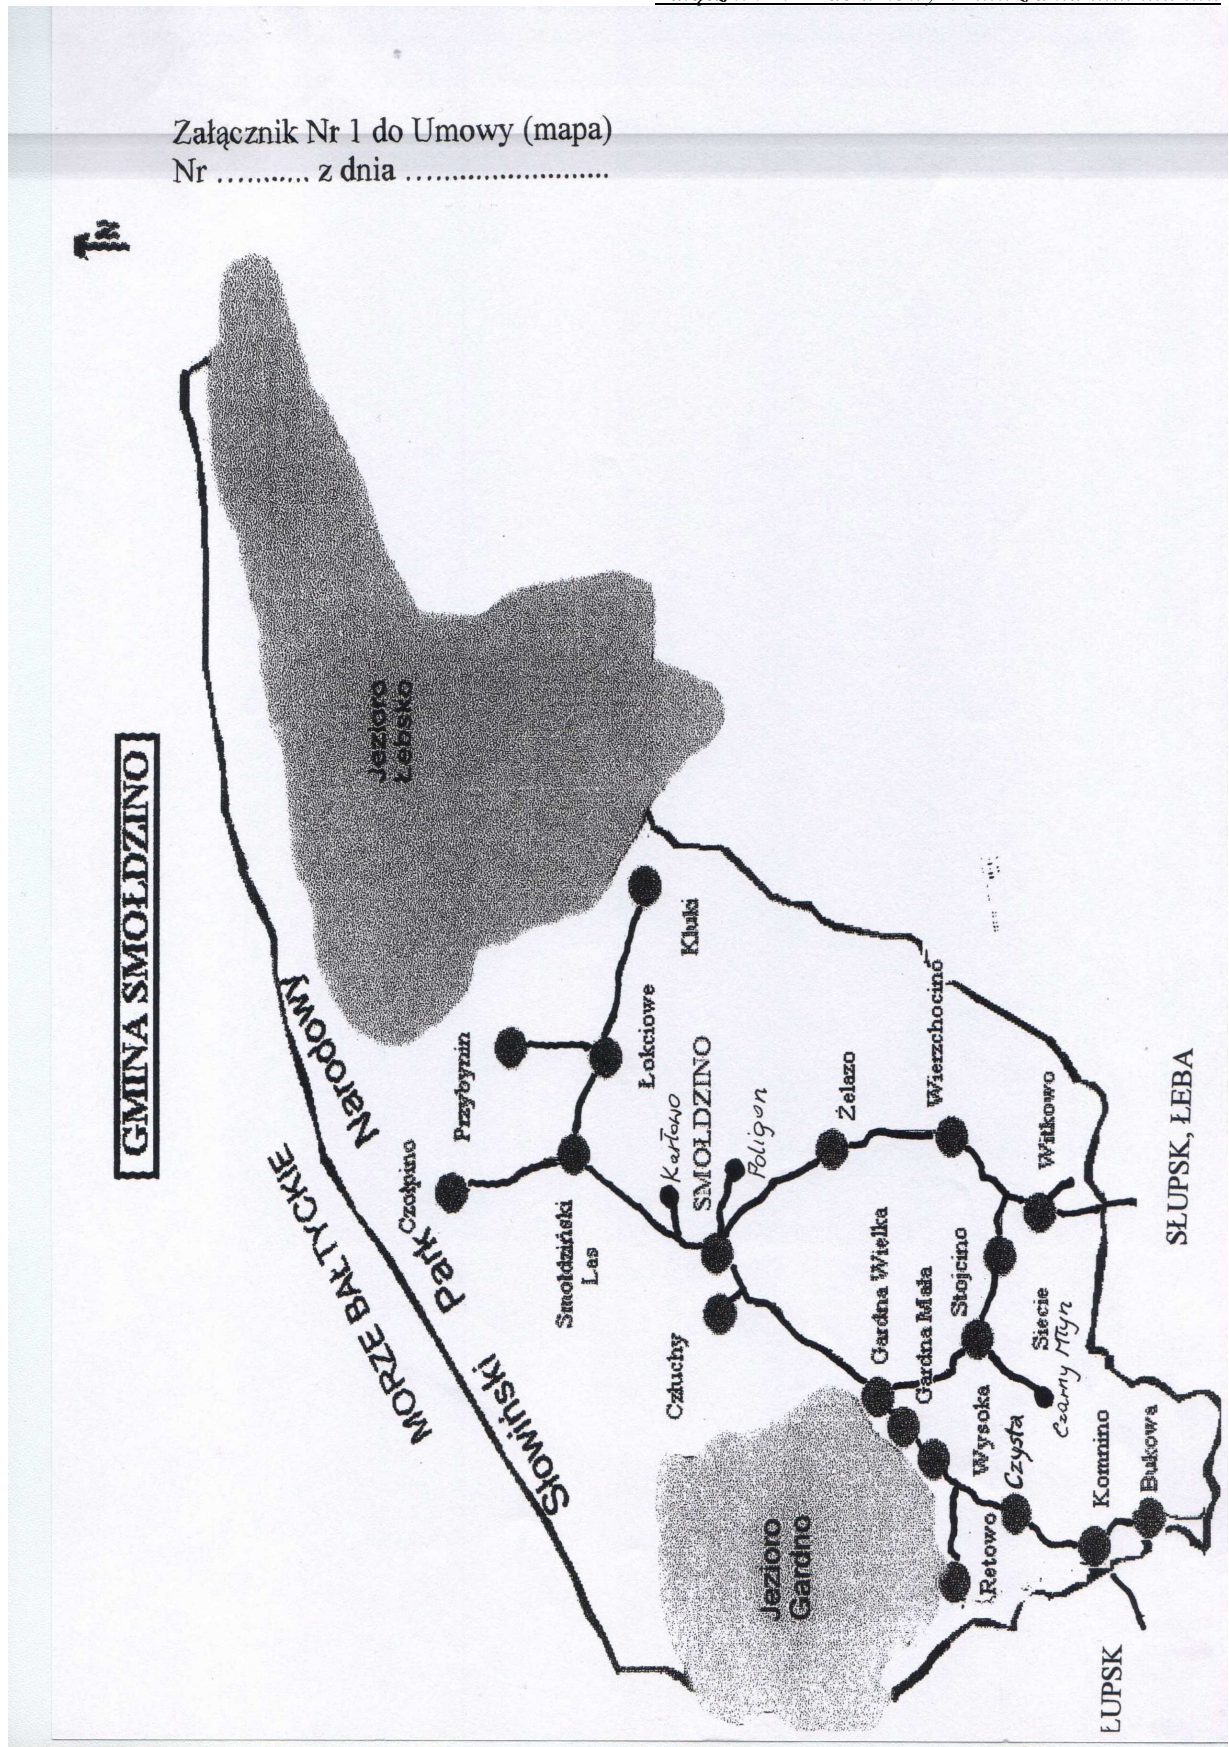 Załącznik Nr 1 do Umowy (mapa)
Nr ........... z dnia .........................
N
GMINA SMOŁDZINO
MORZE BAŁTYCKIE
Słowiński Park Narodowy
Jezioro
Łebsko
Jezioro
Gardno
Przybynin
Czołpino
Smołdziński
Las
Łokciowe
Kluki
Karłowo
SMOŁDZINO
Poligon
Człuchy
Żelazo
Wierzchocino
Witkowo
Gardna Wielka
Gardna Mała
Stojcino
Siecie
Czarny Młyn
Wysoka
Czysta
Retowo
Komnino
Bukowa
SŁUPSK, ŁEBA
ŁUPSK